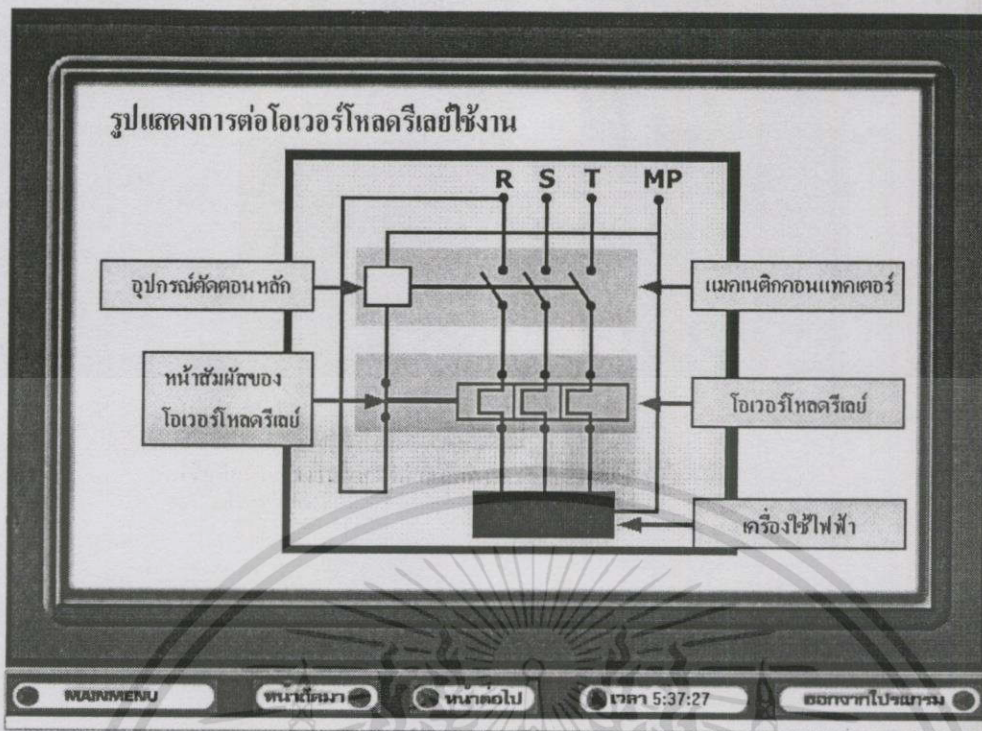 รูปแสดงการต่อโอเวอร์โหลดรีเลย์ใช้งาน
R S T MP
อุปกรณ์ตัดตอนหลัก
แมคเนติกคอนแทคเตอร์
หน้าสัมผัสของ
โอเวอร์โหลดรีเลย์
โอเวอร์โหลดรีเลย์
เครื่องใช้ไฟฟ้า
MAINMENU หน้าถัดมา หน้าต่อไป เวลา 5:37:27 ออกจากโปรแกรม